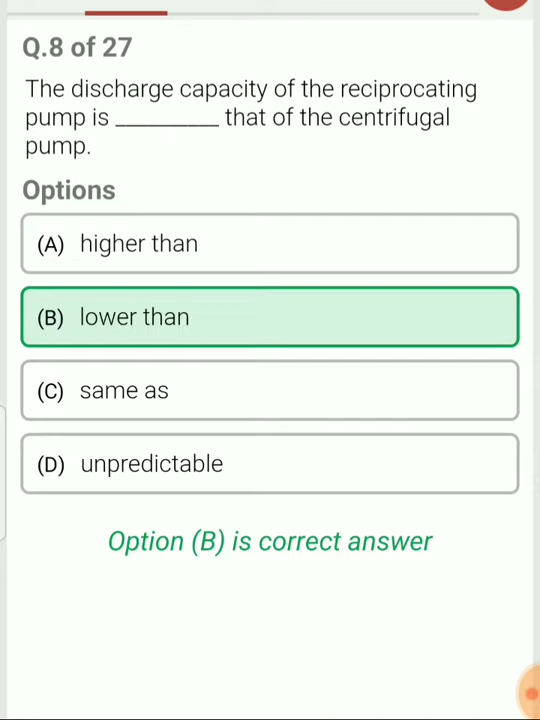 Q.8 of 27
The discharge capacity of the reciprocating
pump is _________ that of the centrifugal
pump.
Options
(A) higher than
(B) lower than
(C) same as
(D) unpredictable
Option (B) is correct answer